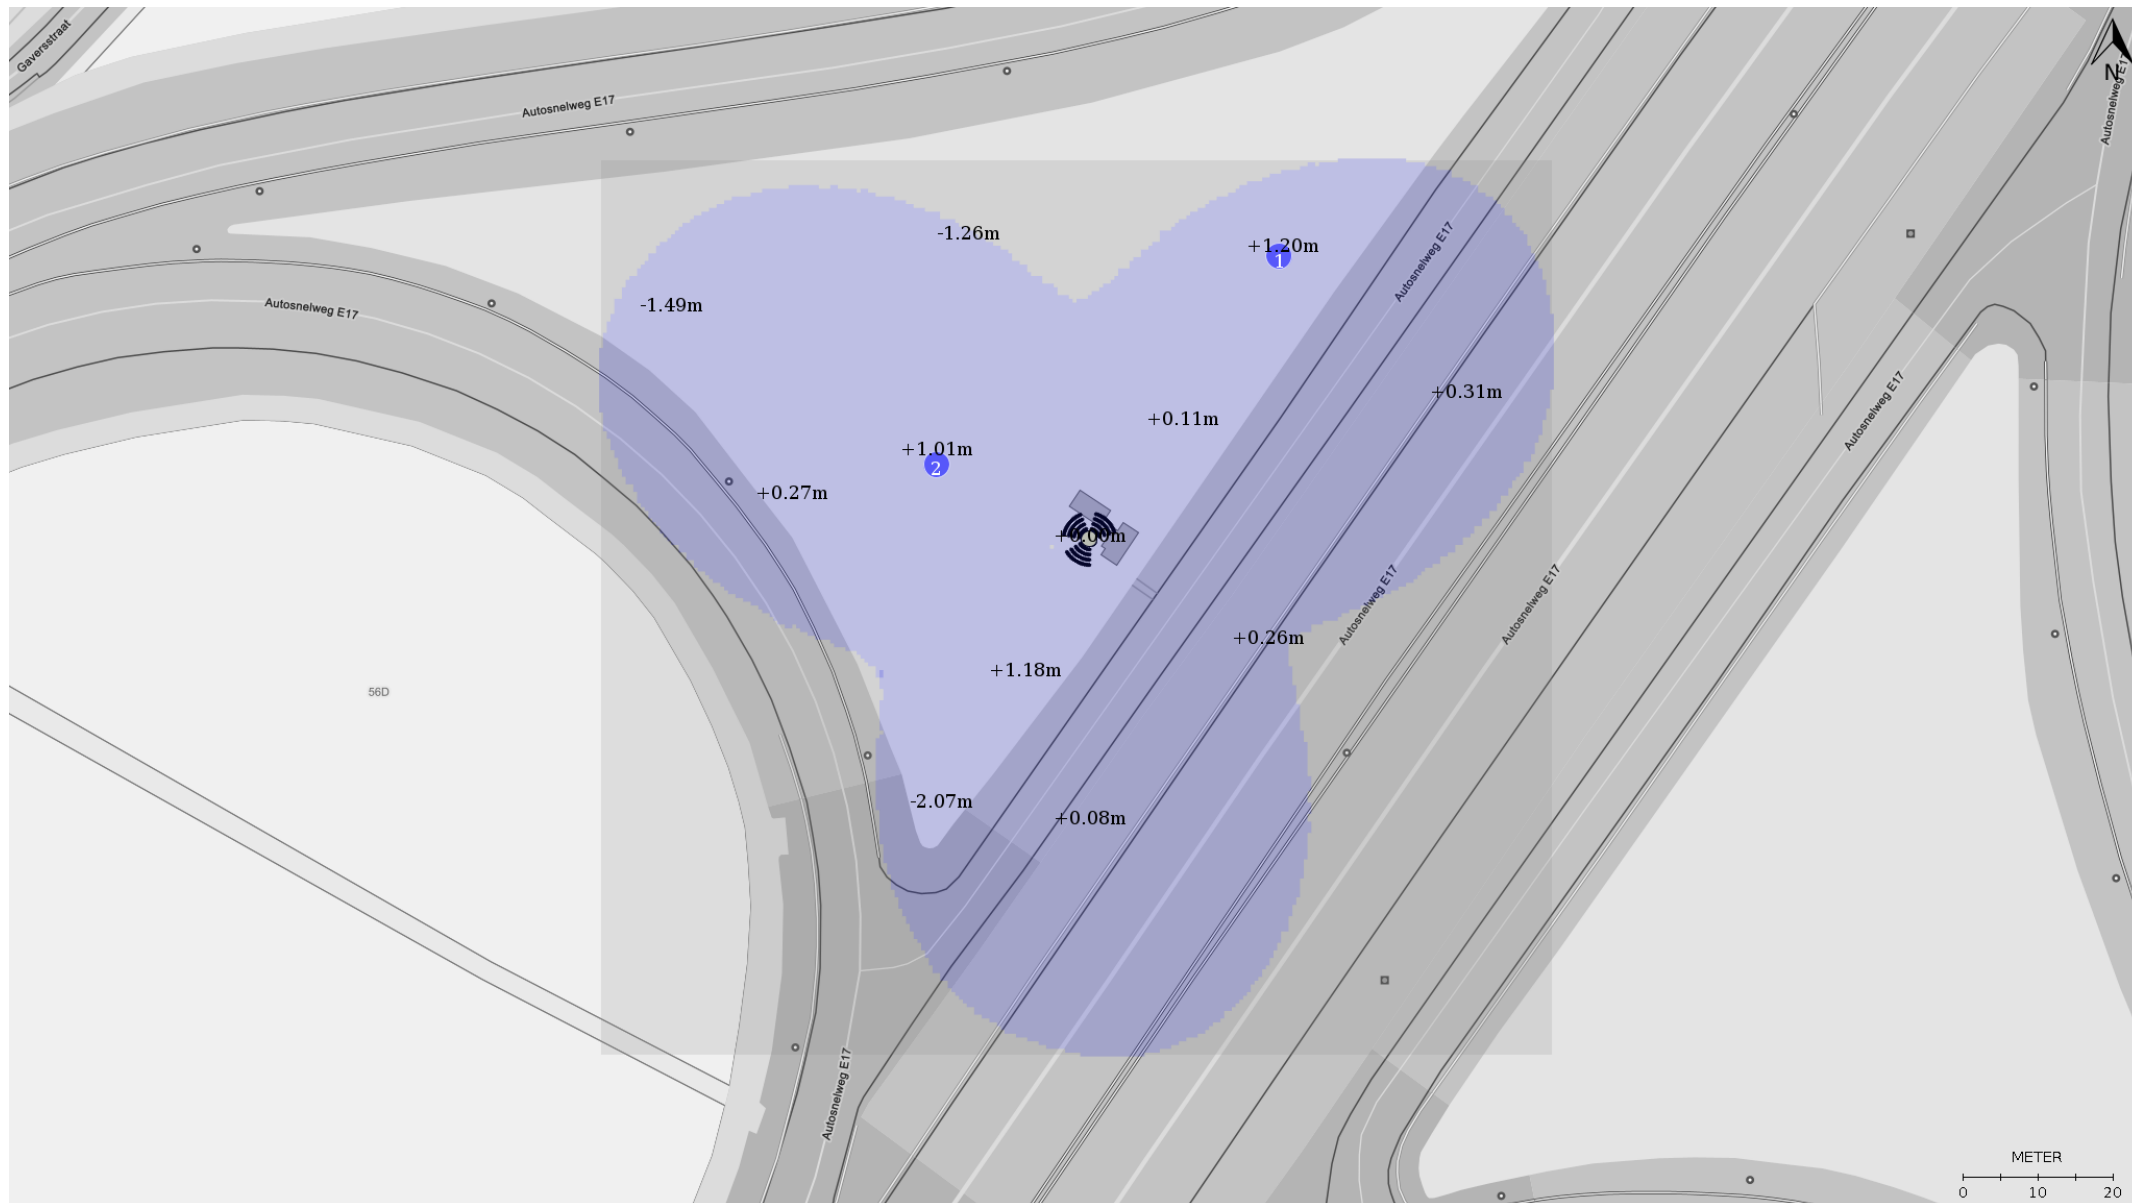 Gaversstraat
Autosnelweg E17
N
Autosnelweg E17
-1.26m
+1.20m
1
Autosnelweg E17
-1.49m
Autosnelweg E17
+0.31m
+0.11m
Autosnelweg E17
+1.01m
2
+0.27m
+0.00m
Autosnelweg E17
Autosnelweg E17
+0.26m
+1.18m
56D
-2.07m
+0.08m
Autosnelweg E17
METER
0 10 20